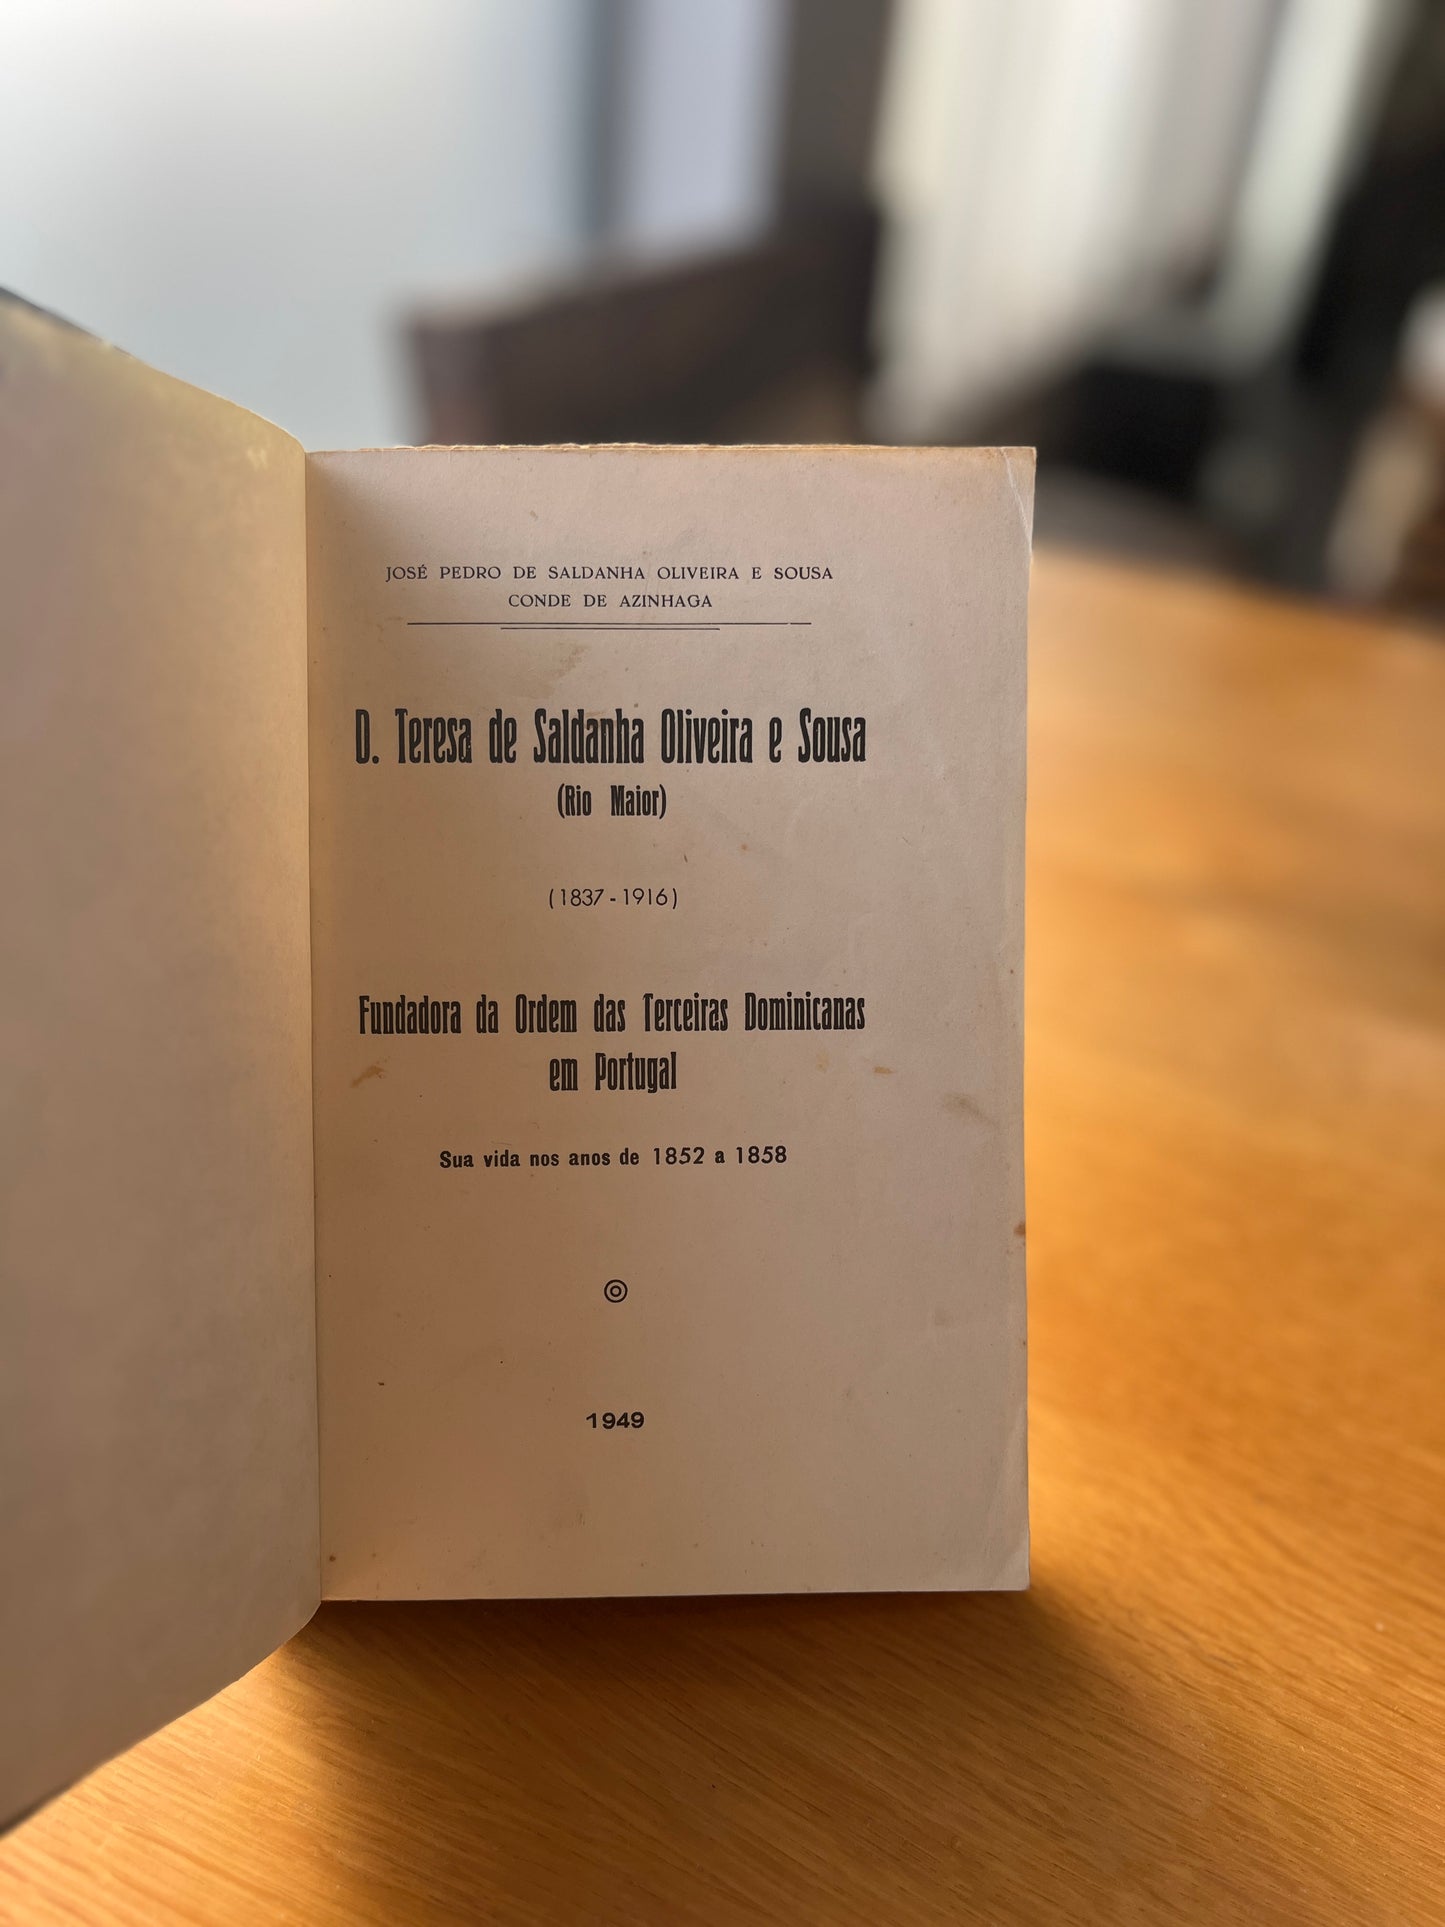 JOSÉ PEDRO DE SALDANHA OLIVEIRA E SOUSA
CONDE DE AZINHAGA
D. Teresa de Saldanha Oliveira e Sousa
(Rio Maior)
(1837-1916)
Fundadora da Ordem das Terceiras Dominicanas
em Portugal
Sua vida nos anos de 1852 a 1858
1949